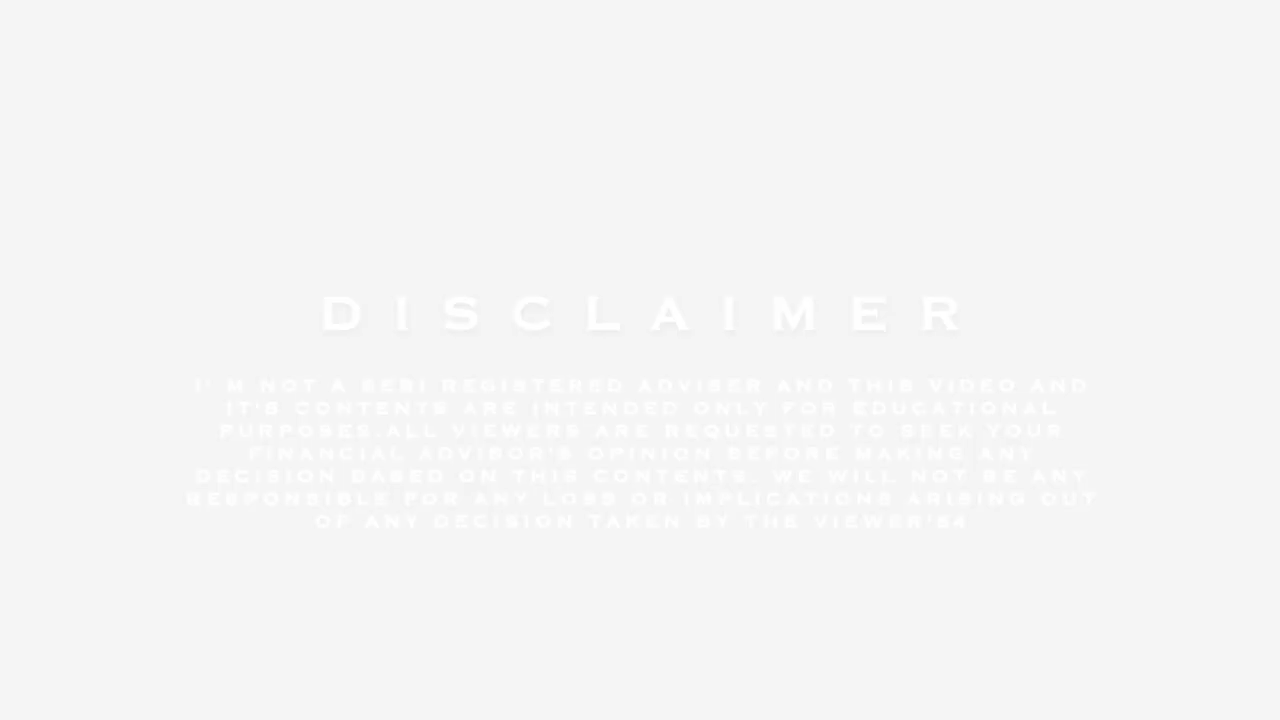 DISCLAIMER
I' M NOT A SEBI REGISTERED ADVISER AND THIS VIDEO AND
IT'S CONTENTS ARE INTENDED ONLY FOR EDUCATIONAL
PURPOSES.ALL VIEWERS ARE REQUESTED TO SEEK YOUR
FINANCIAL ADVISOR'S OPINION BEFORE MAKING ANY
DECISION BASED ON THIS CONTENTS. WE WILL NOT BE ANY
RESPONSIBLE FOR ANY LOSS OR IMPLICATIONS ARISING OUT
OF ANY DECISION TAKEN BY THE